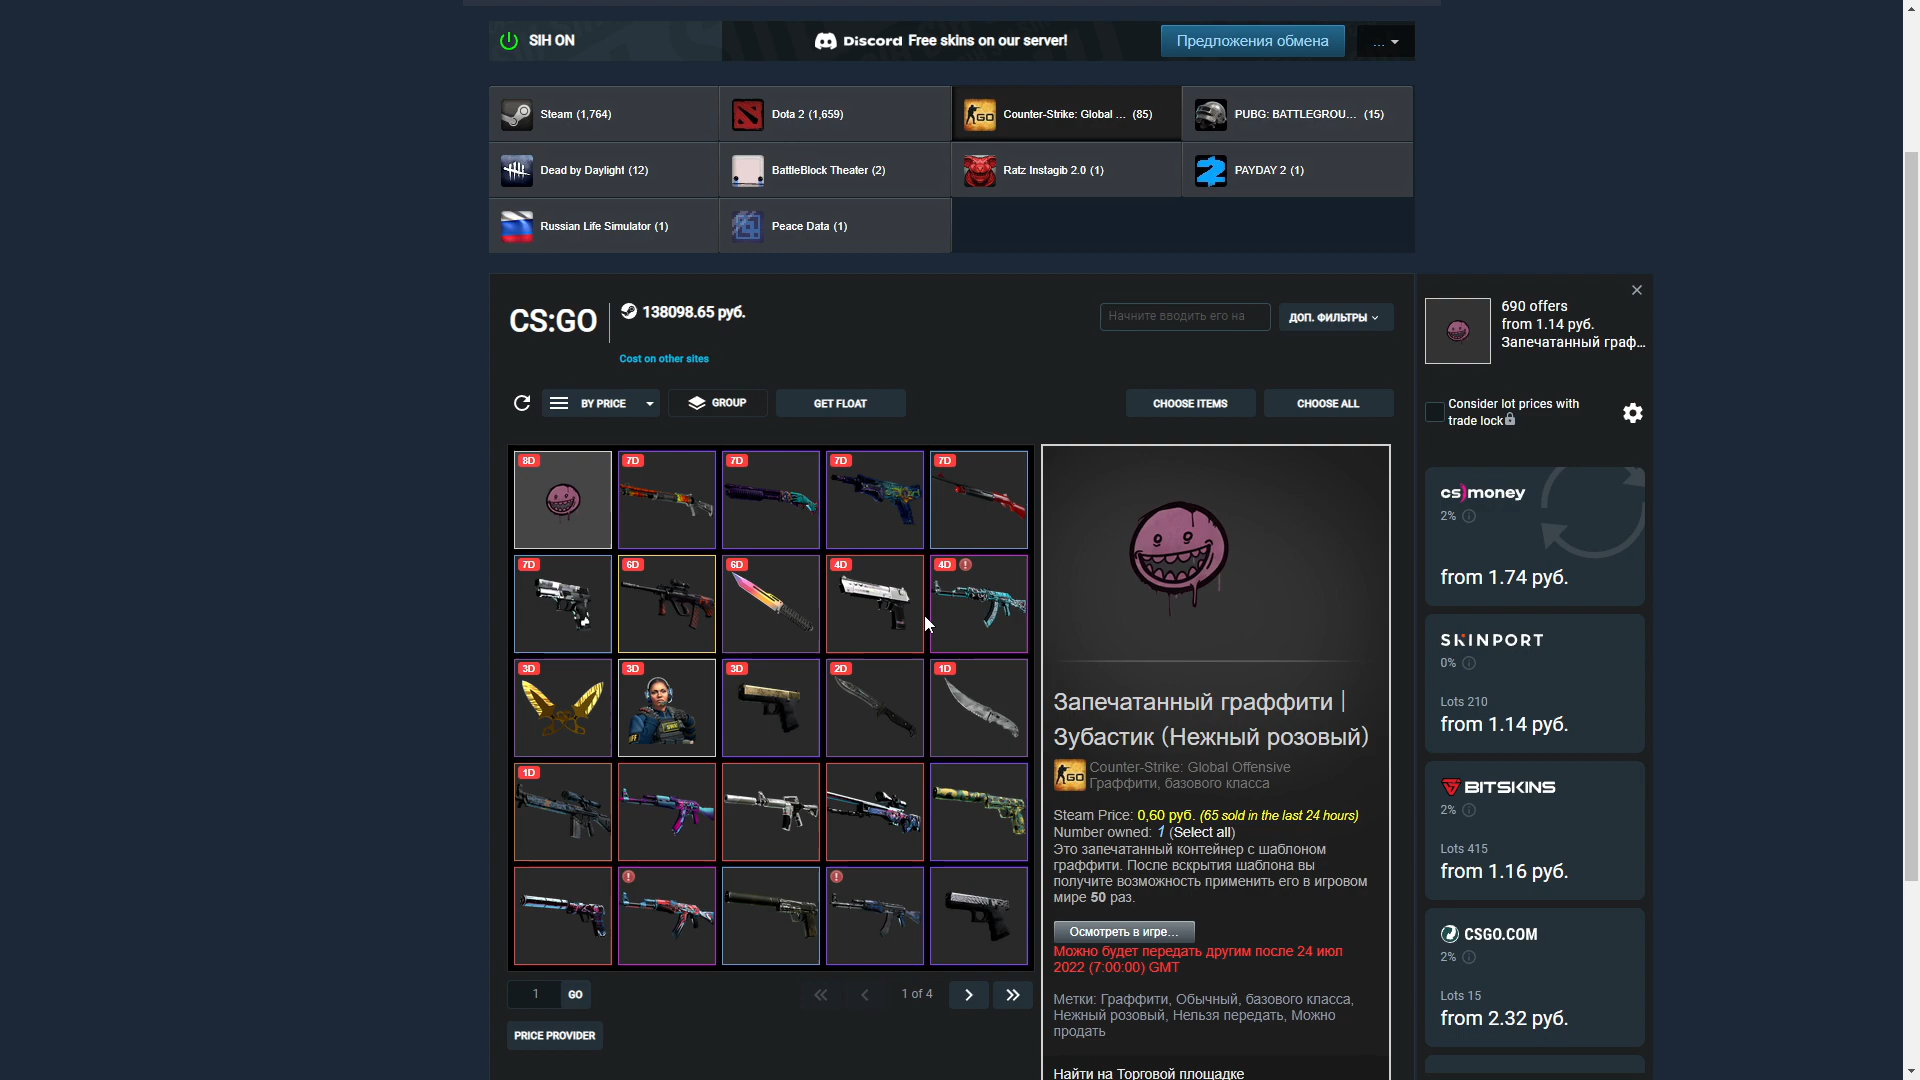 SIH ON
Discord Free skins on our server!
Предложения обмена
...
Steam (1,764)
Dota 2 (1,659)
Counter-Strike: Global ... (85)
PUBG: BATTLEGROU... (15)
Dead by Daylight (12)
BattleBlock Theater (2)
Ratz Instagib 2.0 (1)
PAYDAY 2 (1)
Russian Life Simulator (1)
Peace Data (1)
CS:GO
138098.65 руб.
Cost on other sites
Начните вводить его на
ДОП. ФИЛЬТРЫ
BY PRICE
GROUP
GET FLOAT
CHOOSE ITEMS
CHOOSE ALL
8D
7D
7D
7D
7D
7D
6D
6D
4D
4D
3D
3D
3D
2D
1D
1D
1
GO
1 of 4
PRICE PROVIDER
GO
Запечатанный граффити |
Зубастик (Нежный розовый)
Counter-Strike: Global Offensive
Граффити, базового класса
Steam Price: 0,60 руб. (65 sold in the last 24 hours)
Number owned: 1 (Select all)
Это запечатанный контейнер с шаблоном
граффити. После вскрытия шаблона вы
получите возможность применить его в игровом
мире 50 раз.
Осмотреть в игре...
Можно будет передать другим после 24 июл
2022 (7:00:00) GMT
Метки: Граффити, Обычный, базового класса,
Нежный розовый, Нельзя передать, Можно
продать
Найти на Торговой площадке
690 offers
from 1.14 руб.
Запечатанный граф...
Consider lot prices with
trade lock
cs money
2%
from 1.74 руб.
SKINPORT
0%
Lots 210
from 1.14 руб.
BITSKINS
2%
Lots 415
from 1.16 руб.
CSGO.COM
2%
Lots 15
from 2.32 руб.